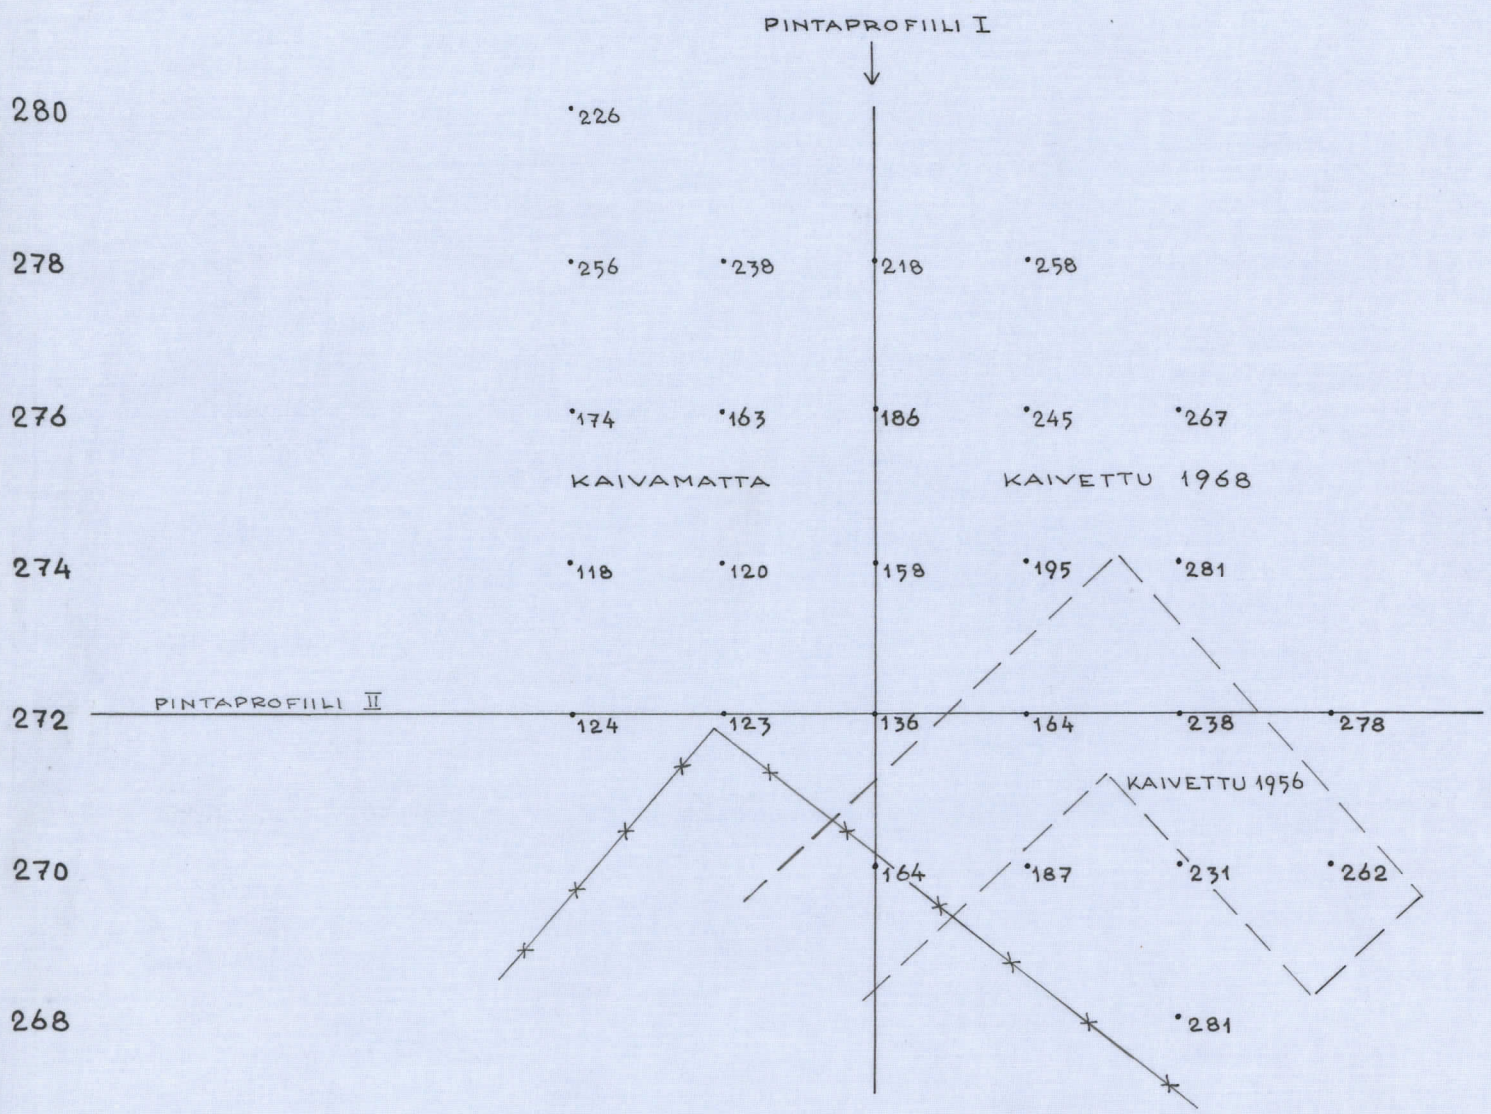 PINTAPROFIILI I
280 226
278 256 238 218 258
276 174 163 186 245 267
KAIVAMATTA KAIVETTU 1968
274 118 120 158 195 281
PINTAPROFIILI II
272 124 123 136 164 238 278
KAIVETTU 1956
270 164 187 231 262
268 281